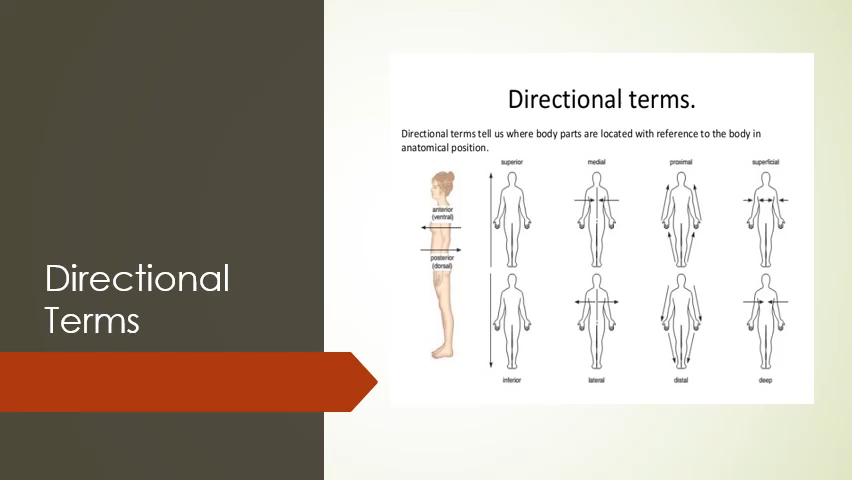 Directional
Terms
Directional terms.
Directional terms tell us where body parts are located with reference to the body in
anatomical position.
superior
medial
proximal
superficial
anterior
(ventral)
posterior
(dorsal)
inferior
lateral
distal
deep